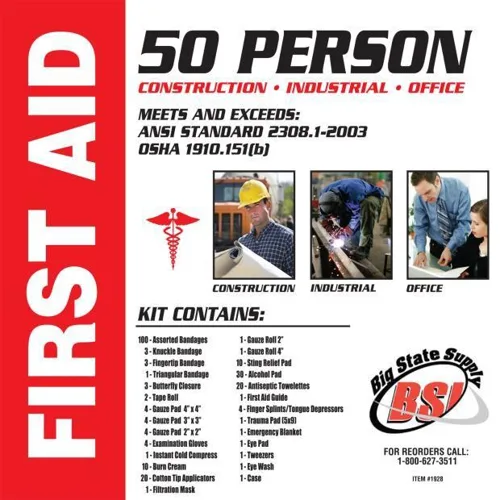 FIRST AID
50 PERSON
CONSTRUCTION • INDUSTRIAL • OFFICE
MEETS AND EXCEEDS:
ANSI STANDARD Z308.1-2003
OSHA 1910.151(b)
CONSTRUCTION
INDUSTRIAL
OFFICE
KIT CONTAINS:
100 - Assorted Bandages
3 - Knuckle Bandage
3 - Fingertip Bandage
1 - Triangular Bandage
3 - Butterfly Closure
2 - Tape Roll
4 - Gauze Pad 4" x 4"
4 - Gauze Pad 3" x 3"
4 - Gauze Pad 2" x 2"
4 - Examination Gloves
1 - Instant Cold Compress
10 - Burn Cream
20 - Cotton Tip Applicators
1 - Filtration Mask
1 - Gauze Roll 2"
1 - Gauze Roll 4"
10 - Sting Relief Pad
30 - Alcohol Pad
20 - Antiseptic Towelettes
1 - First Aid Guide
4 - Finger Splints/Tongue Depressors
1 - Trauma Pad (5x9)
1 - Emergency Blanket
1 - Eye Pad
1 - Tweezers
1 - Eye Wash
1 - Case
Big State Supply
BSI
FOR REORDERS CALL:
1-800-627-3511
ITEM #1920